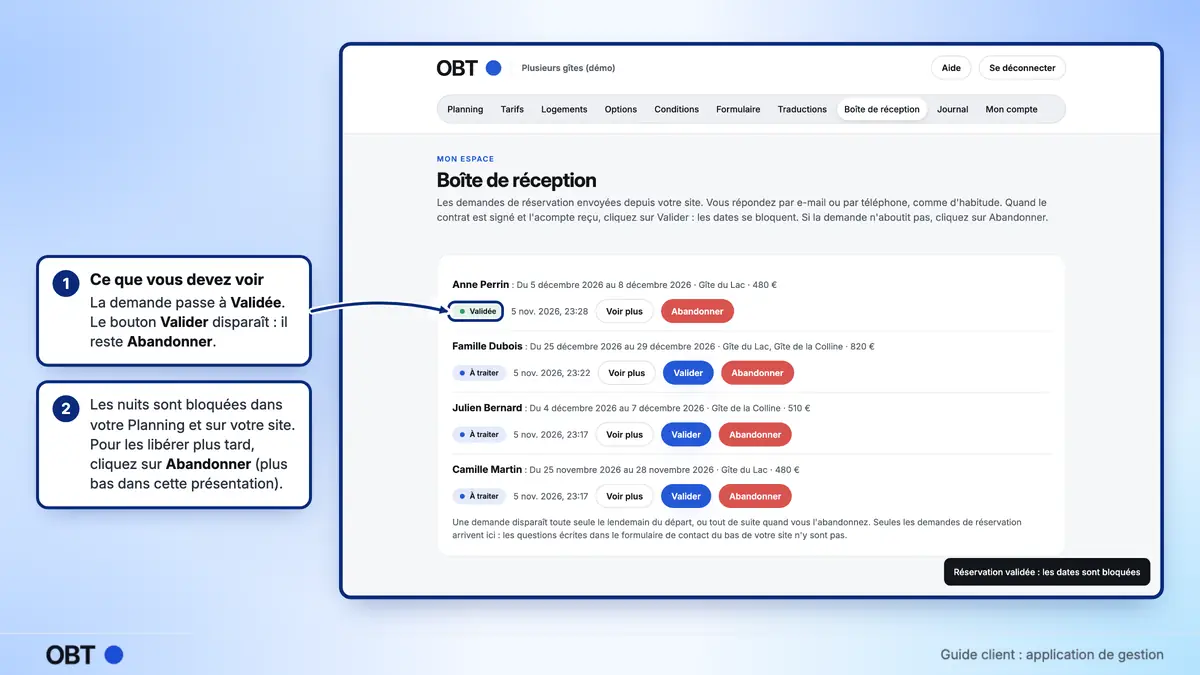 OBT
Plusieurs gîtes (démo)
Aide
Se déconnecter
Planning
Tarifs
Logements
Options
Conditions
Formulaire
Traductions
Boîte de réception
Journal
Mon compte
MON ESPACE
Boîte de réception
Les demandes de réservation envoyées depuis votre site. Vous répondez par e-mail ou par téléphone, comme d'habitude. Quand le
contrat est signé et l'acompte reçu, cliquez sur Valider : les dates se bloquent. Si la demande n'aboutit pas, cliquez sur Abandonner.
1
Ce que vous devez voir
La demande passe à Validée.
Le bouton Valider disparaît : il
reste Abandonner.
2
Les nuits sont bloquées dans
votre Planning et sur votre site.
Pour les libérer plus tard,
cliquez sur Abandonner (plus
bas dans cette présentation).
Anne Perrin : Du 5 décembre 2026 au 8 décembre 2026 · Gîte du Lac · 480 €
Validée
5 nov. 2026, 23:28
Voir plus
Abandonner
Famille Dubois : Du 25 décembre 2026 au 29 décembre 2026 · Gîte du Lac, Gîte de la Colline · 820 €
À traiter
5 nov. 2026, 23:22
Voir plus
Valider
Abandonner
Julien Bernard : Du 4 décembre 2026 au 7 décembre 2026 · Gîte de la Colline · 510 €
À traiter
5 nov. 2026, 23:17
Voir plus
Valider
Abandonner
Camille Martin : Du 25 novembre 2026 au 28 novembre 2026 · Gîte du Lac · 480 €
À traiter
5 nov. 2026, 23:17
Voir plus
Valider
Abandonner
Une demande disparaît toute seule le lendemain du départ, ou tout de suite quand vous l'abandonnez. Seules les demandes de réservation
arrivent ici : les questions écrites dans le formulaire de contact du bas de votre site n'y sont pas.
Réservation validée : les dates sont bloquées
OBT
Guide client : application de gestion